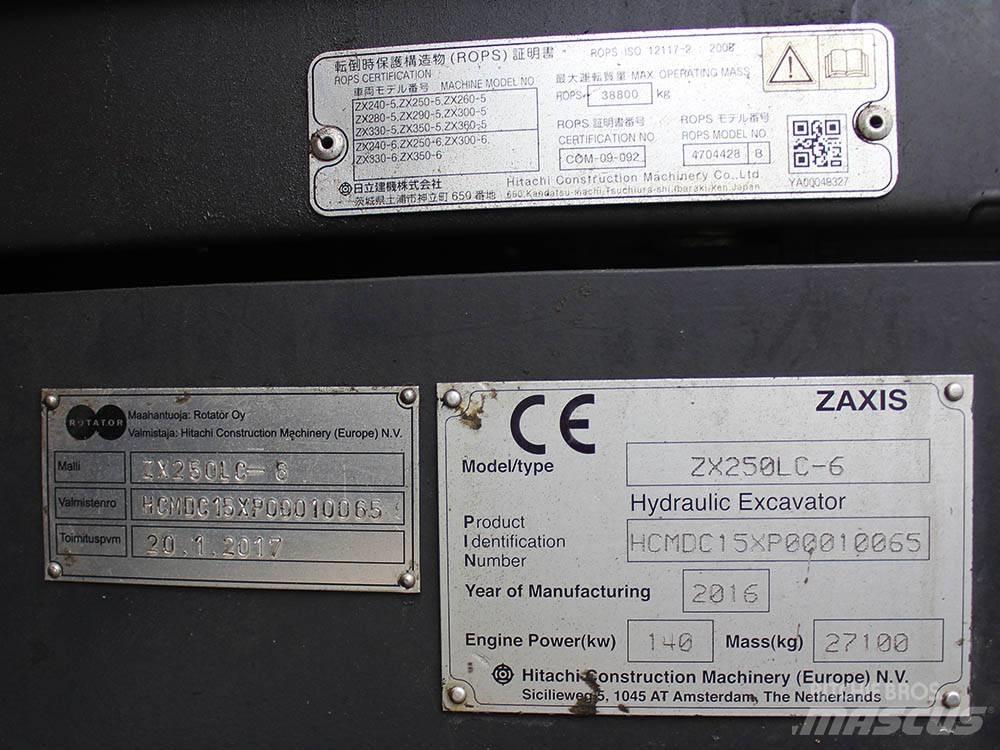 転倒時保護構造物 (ROPS) 証明書 ROPS ISO 12117-2 : 2008
ROPS CERTIFICATION
車両モデル番号 MACHINE MODEL NO
ZX240-5,ZX250-5,ZX260-5
ZX280-5,ZX290-5,ZX300-5
ZX330-5,ZX350-5,ZX360-5
ZX240-6,ZX250-6,ZX300-6,
ZX330-6,ZX350-6
最大運転質量 MAX OPERATING MASS
ROPS 38800 kg
ROPS 証明書番号
CERTIFICATION NO
COM-09-092
ROPS モデル番号
ROPS MODEL NO
4704428 B
YA00048327
日立建機株式会社
茨城県土浦市神立町 650 番地
Hitachi Construction Machinery Co.,Ltd
650,Kandatsu-machi,Tsuchiura-shi,Ibaraki-Ken,Japan
ROTATOR
Maahantuoja: Rotator Oy
Valmistaja: Hitachi Construction Machinery (Europe) N.V.
Malli ZX250LC-6
Valmistenro HCMDC15XP00010065
Toimituspvm 20.1.2017
CE ZAXIS
Model/type ZX250LC-6
Hydraulic Excavator
Product
Identification HCMDC15XP00010065
Number
Year of Manufacturing 2016
Engine Power(kw) 140 Mass(kg) 27100
Hitachi Construction Machinery (Europe) N.V.
Sicilieweg 5, 1045 AT Amsterdam, The Netherlands
RITCHIE BROS
MASCUS